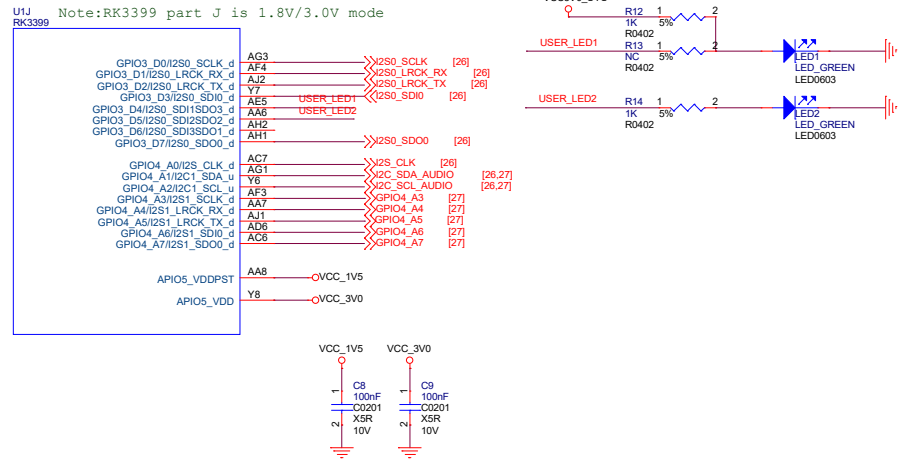 Note:RK3399 part J is 1.8V/3.0V mode
U1J
RK3399
GPIO3_D0/I2S0_SCLK_d AG3 I2S0_SCLK [26]
GPIO3_D1/I2S0_LRCK_RX_d AF4 I2S0_LRCK_RX [26]
GPIO3_D2/I2S0_LRCK_TX_d AJ2 I2S0_LRCK_TX [26]
GPIO3_D3/I2S0_SDI0_d Y7 I2S0_SDI0 [26]
GPIO3_D4/I2S0_SDI1SDO3_d AE5 USER_LED1
GPIO3_D5/I2S0_SDI2SDO2_d AA6 USER_LED2
GPIO3_D6/I2S0_SDI3SDO1_d AH2
GPIO3_D7/I2S0_SDO0_d AH1 I2S0_SDO0 [26]
GPIO4_A0/I2S_CLK_d AC7 I2S_CLK [26]
GPIO4_A1/I2C1_SDA_u AG1 I2C_SDA_AUDIO [26,27]
GPIO4_A2/I2C1_SCL_u Y6 I2C_SCL_AUDIO [26,27]
GPIO4_A3/I2S1_SCLK_d AF3 GPIO4_A3 [27]
GPIO4_A4/I2S1_LRCK_RX_d AA7 GPIO4_A4 [27]
GPIO4_A5/I2S1_LRCK_TX_d AJ1 GPIO4_A5 [27]
GPIO4_A6/I2S1_SDI0_d AD6 GPIO4_A6 [27]
GPIO4_A7/I2S1_SDO0_d AC6 GPIO4_A7 [27]
APIO5_VDDPST AA8 VCC_1V5
APIO5_VDD Y8 VCC_3V0
R12 1 2
1K 5%
R0402
USER_LED1 R13 1 2
NC 5%
R0402
LED1
LED_GREEN
LED0603
USER_LED2 R14 1 2
1K 5%
R0402
LED2
LED_GREEN
LED0603
VCC_1V5 VCC_3V0
1 C8
100nF
C0201
2 X5R
10V
1 C9
100nF
C0201
2 X5R
10V